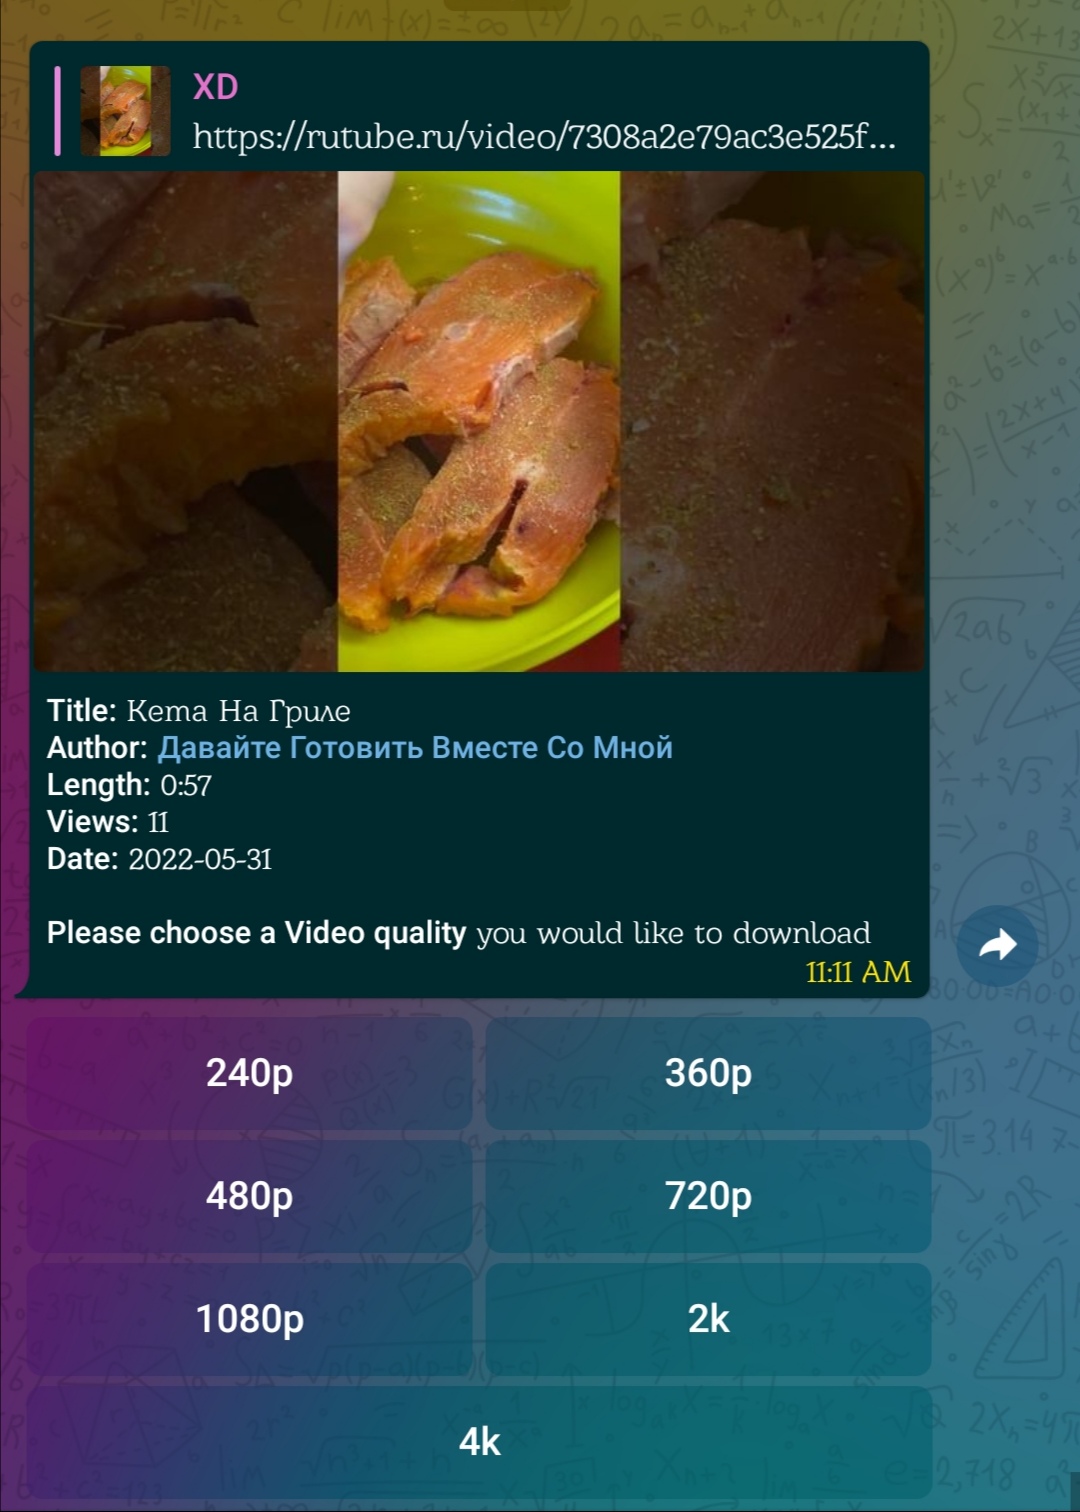 XD
https://rutube.ru/video/7308a2e79ac3e525f...
Title: Кета На Гриле
Author: Давайте Готовить Вместе Со Мной
Length: 0:57
Views: 11
Date: 2022-05-31
Please choose a Video quality you would like to download
11:11 AM
240p
360p
480p
720p
1080p
2k
4k